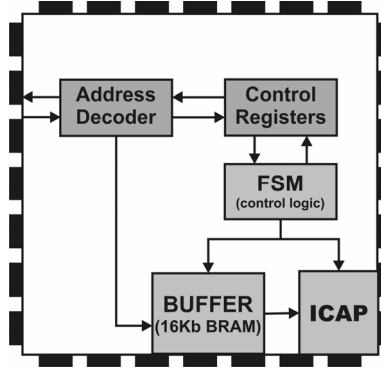 Address
Decoder
Control
Registers
FSM
(control logic)
BUFFER
(16Kb BRAM)
ICAP